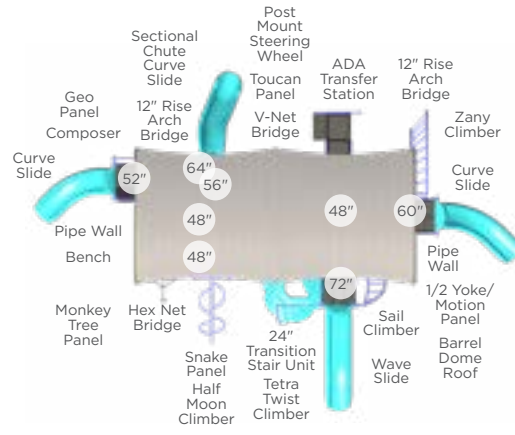 Post
Mount
Steering
Wheel
Sectional
Chute
Curve
Slide
Toucan
Panel
ADA
Transfer
Station
12" Rise
Arch
Bridge
Geo
Panel
Composer
12" Rise
Arch
Bridge
V-Net
Bridge
Zany
Climber
Curve
Slide
Curve
Slide
52"
64"
56"
48"
48"
48"
60"
72"
Pipe Wall
Bench
Pipe
Wall
Monkey
Tree
Panel
Hex Net
Bridge
Snake
Panel
Half
Moon
Climber
24"
Transition
Stair Unit
Tetra
Twist
Climber
Sail
Climber
Wave
Slide
1/2 Yoke/
Motion
Panel
Barrel
Dome
Roof